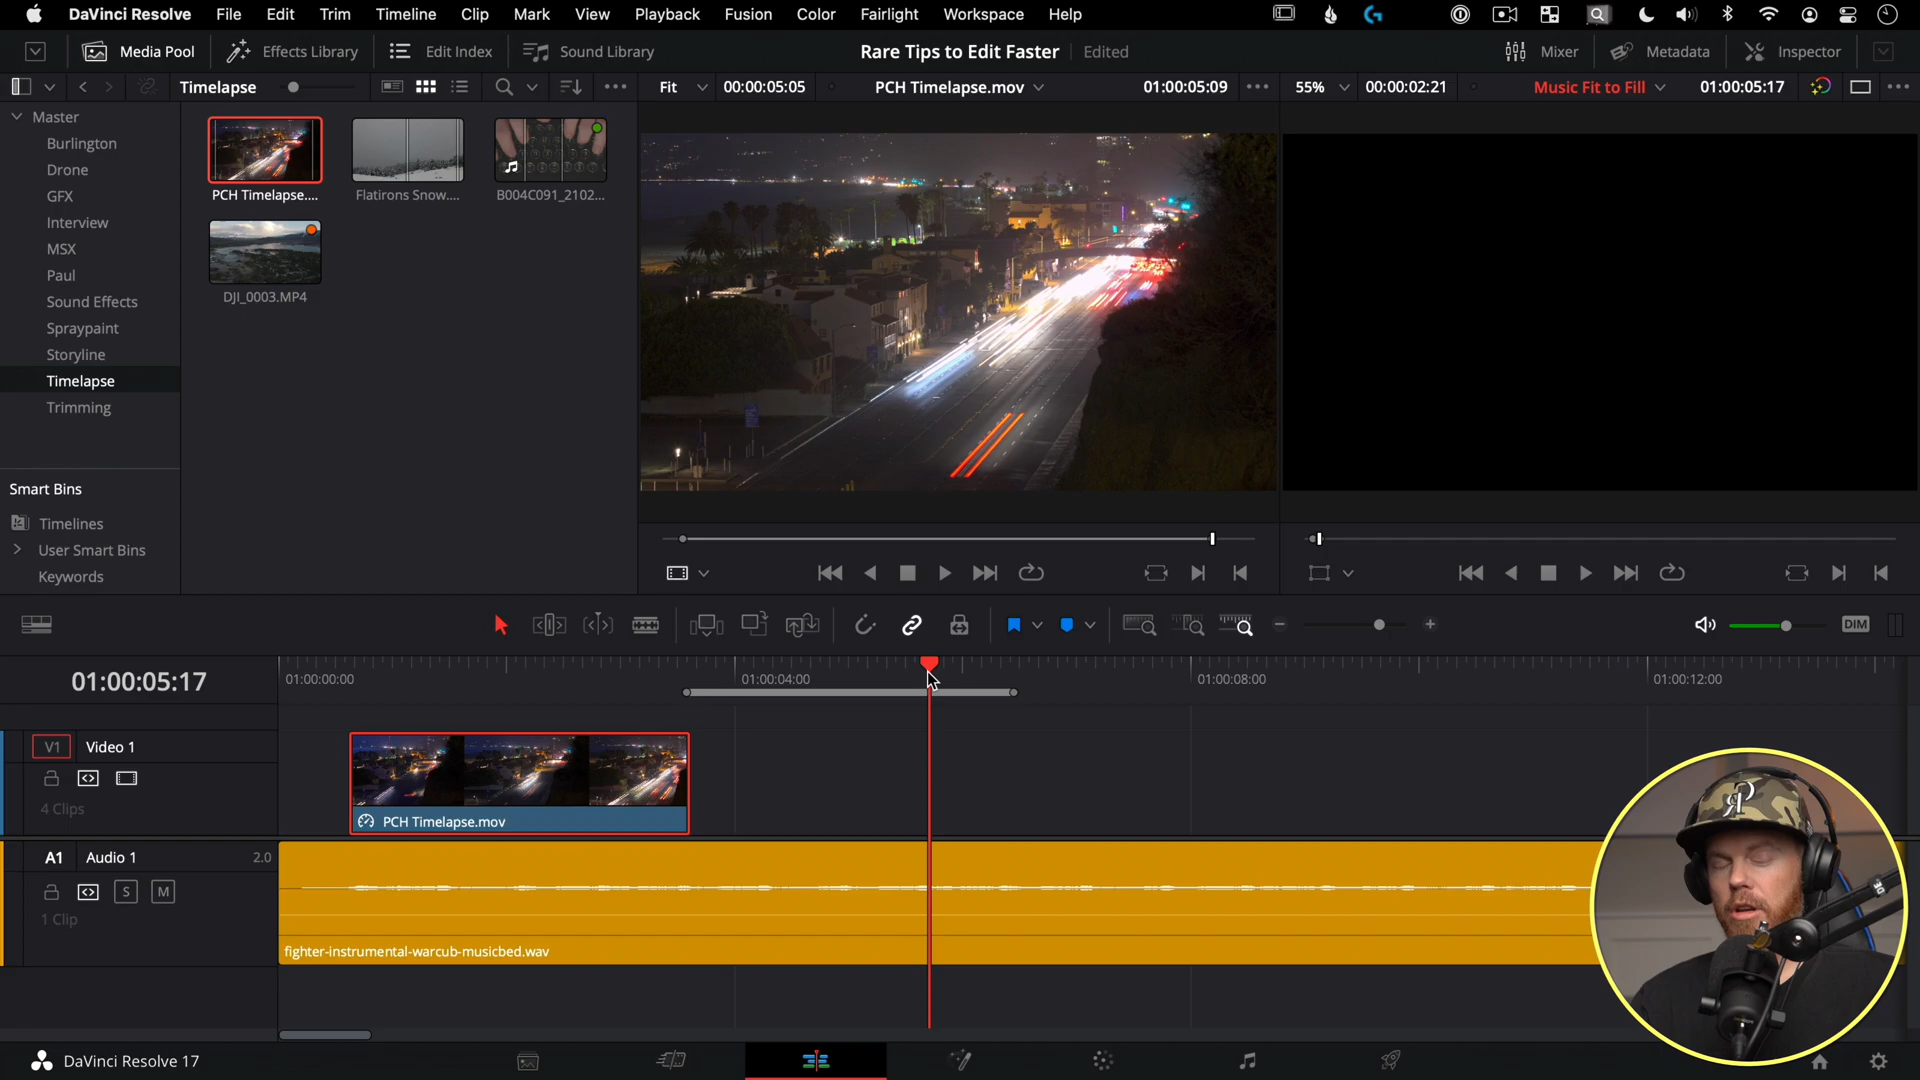 DaVinci Resolve File Edit Trim Timeline Clip Mark View Playback Fusion Color Fairlight Workspace Help
Media Pool Effects Library Edit Index Sound Library Rare Tips to Edit Faster Edited Mixer Metadata Inspector
Timelapse Fit 00:00:05:05 PCH Timelapse.mov 01:00:05:09 55% 00:00:02:21 Music Fit to Fill 01:00:05:17
Master
Burlington
Drone
GFX
Interview
MSX
Paul
Sound Effects
Spraypaint
Storyline
Timelapse
Trimming
PCH Timelapse.... Flatirons Snow.... B004C091_2102...
DJI_0003.MP4
Smart Bins
Timelines
User Smart Bins
Keywords
DIM
01:00:05:17 01:00:00:00 01:00:04:00 01:00:08:00 01:00:12:00
V1 Video 1
4 Clips
PCH Timelapse.mov
A1 Audio 1 2.0
S M
1 Clip
fighter-instrumental-warcub-musicbed.wav
DaVinci Resolve 17